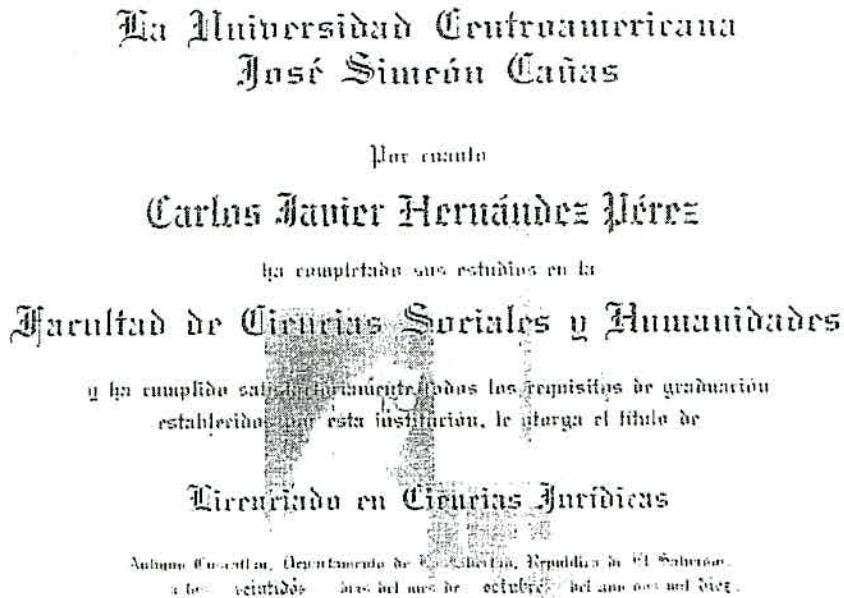 La Universidad Centroamericana
José Simeón Cañas
Por cuanto
Carlos Javier Hernández Pérez
ha completado sus estudios en la
Facultad de Ciencias Sociales y Humanidades
y ha cumplido satisfactoriamente todos los requisitos de graduación
establecidos por esta institución, le otorga el título de
Licenciado en Ciencias Jurídicas
Antiguo Cuscatlán, Departamento de La Libertad, República de El Salvador,
a los veintidós días del mes de octubre del año dos mil diez.